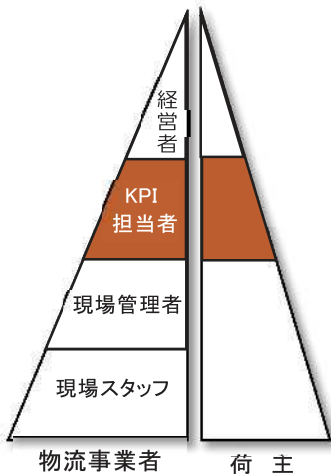 経営者
KPI
担当者
現場管理者
現場スタッフ
物流事業者
荷 主